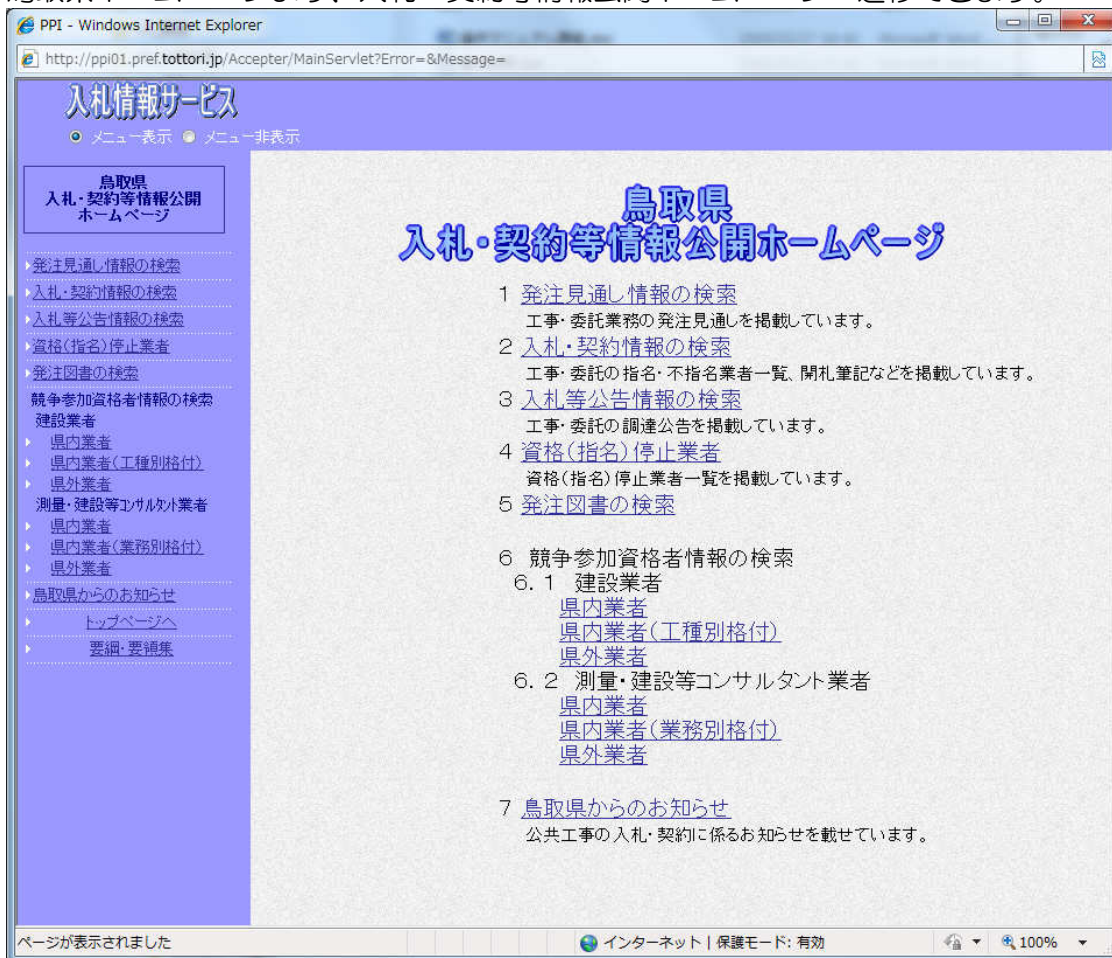 PPI - Windows Internet Explorer
http://ppi01.pref.tottori.jp/Accepter/MainServlet?Error=&Message=
入札情報サービス
メニュー表示 メニュー非表示
鳥取県
入札・契約等情報公開
ホームページ
発注見通し情報の検索
入札・契約情報の検索
入札等公告情報の検索
資格(指名)停止業者
発注図書の検索
競争参加資格者情報の検索
建設業者
県内業者
県内業者(工種別格付)
県外業者
測量・建設等コンサルタント業者
県内業者
県内業者(業務別格付)
県外業者
鳥取県からのお知らせ
トップページへ
要綱・要領集
鳥取県
入札・契約等情報公開ホームページ
1 発注見通し情報の検索
工事・委託業務の発注見通しを掲載しています。
2 入札・契約情報の検索
工事・委託の指名・不指名業者一覧、開札筆記などを掲載しています。
3 入札等公告情報の検索
工事・委託の調達公告を掲載しています。
4 資格(指名)停止業者
資格(指名)停止業者一覧を掲載しています。
5 発注図書の検索
6 競争参加資格者情報の検索
6.1 建設業者
県内業者
県内業者(工種別格付)
県外業者
6.2 測量・建設等コンサルタント業者
県内業者
県内業者(業務別格付)
県外業者
7 鳥取県からのお知らせ
公共工事の入札・契約に係るお知らせを載せています。
ページが表示されました
インターネット | 保護モード: 有効
100%